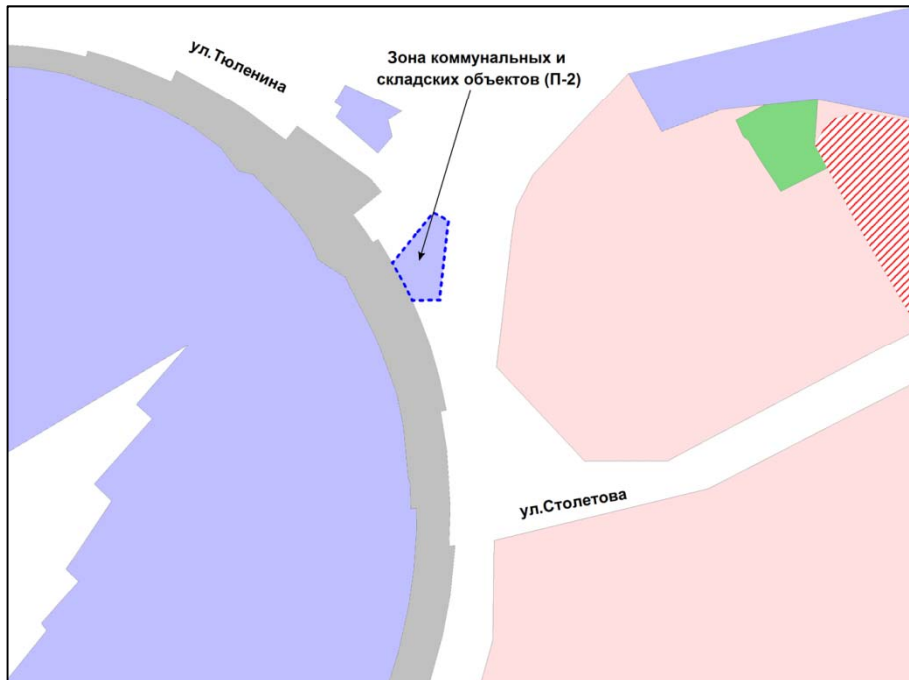 ул.Тюленина
Зона коммунальных и
складских объектов (П-2)
ул.Столетова